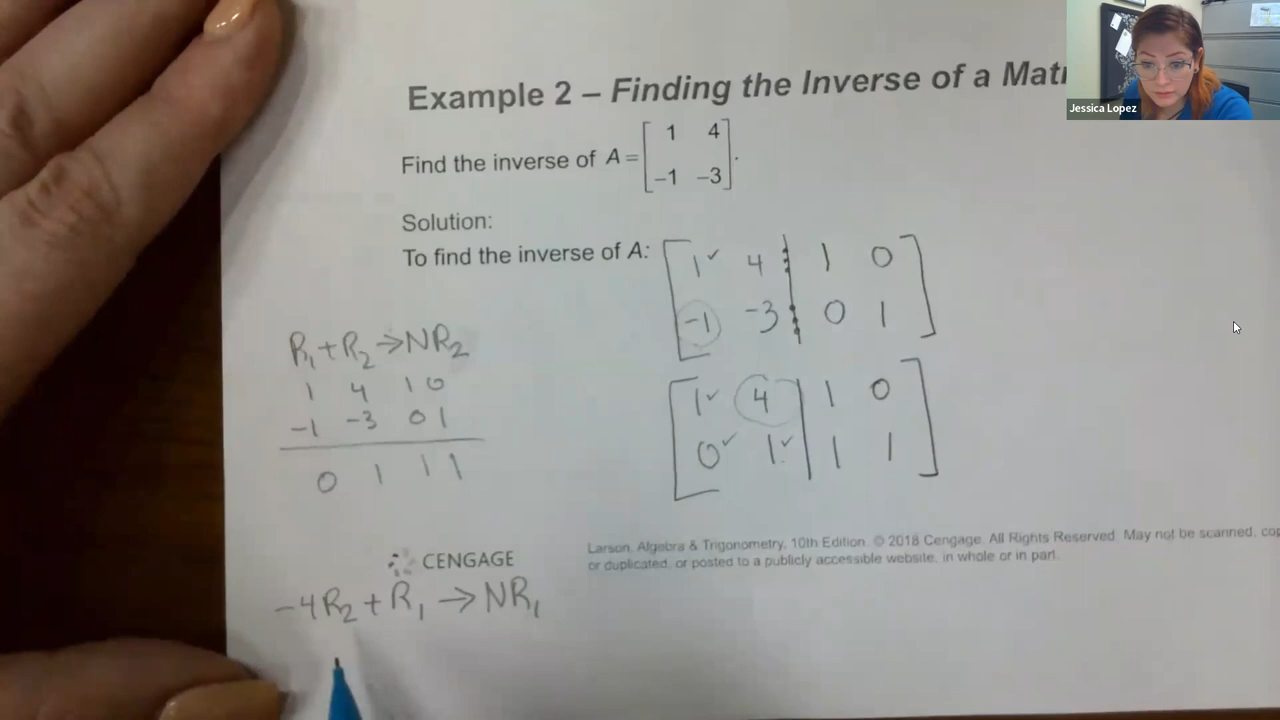 Example 2 – Finding the Inverse of a Mat
Jessica Lopez
Find the inverse of A = [ 1 4
–1 –3 ].
Solution:
To find the inverse of A:
1 ✓ 4 | 1 0
-1 -3 | 0 1
R₁ + R₂ → NR₂
1 4 1 0
-1 -3 0 1
0 1 1 1
1 ✓ 4 | 1 0
0 ✓ 1 ✓ | 1 1
Larson, Algebra & Trigonometry, 10th Edition. © 2018 Cengage. All Rights Reserved. May not be scanned,
or duplicated, or posted to a publicly accessible website, in whole or in part.
CENGAGE
-4R₂ + R₁ → NR₁